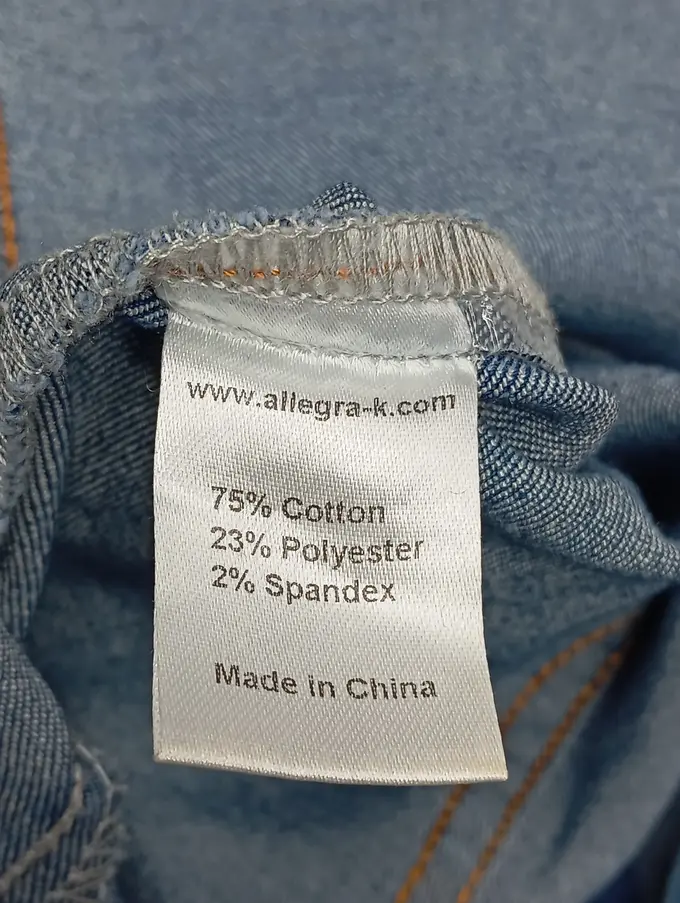 www.allegra-k.com
75% Cotton
23% Polyester
2% Spandex
Made in China